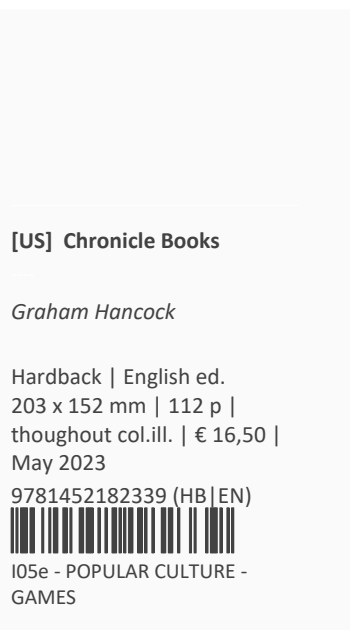 [US] Chronicle Books
Graham Hancock
Hardback | English ed.
203 x 152 mm | 112 p |
thoughout col.ill. | € 16,50 |
May 2023
9781452182339 (HB|EN)
I05e - POPULAR CULTURE -
GAMES